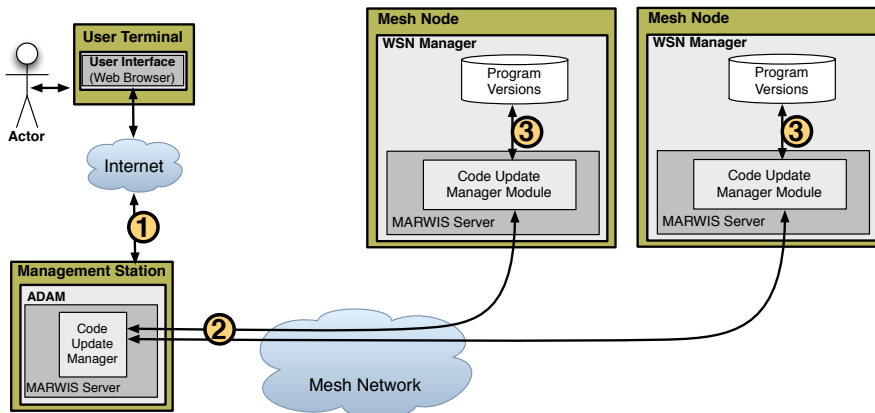 User Terminal
User Interface
(Web Browser)
Actor
Internet
1
Management Station
ADAM
Code
Update
Manager
MARWIS Server
2
Mesh Network
Mesh Node
WSN Manager
Program
Versions
3
Code Update
Manager Module
MARWIS Server
Mesh Node
WSN Manager
Program
Versions
3
Code Update
Manager Module
MARWIS Server